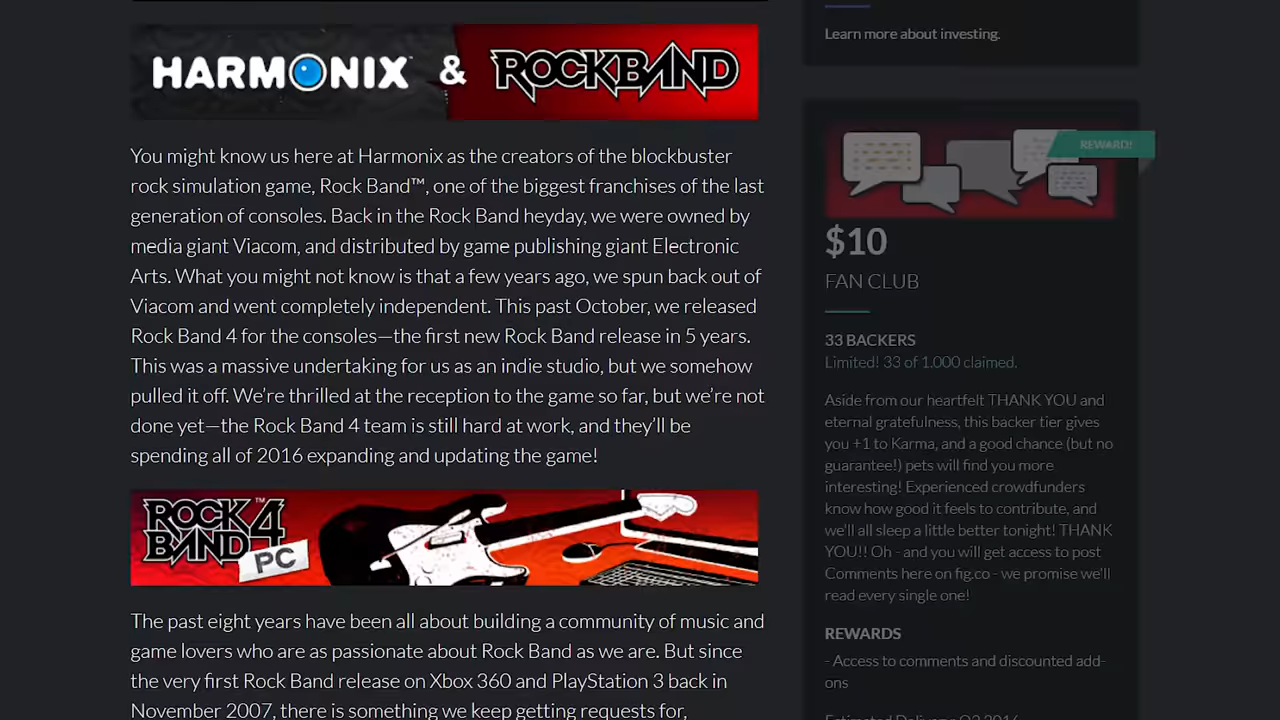 HARMONIX & ROCKBAND
You might know us here at Harmonix as the creators of the blockbuster
rock simulation game, Rock Band™, one of the biggest franchises of the last
generation of consoles. Back in the Rock Band heyday, we were owned by
media giant Viacom, and distributed by game publishing giant Electronic
Arts. What you might not know is that a few years ago, we spun back out of
Viacom and went completely independent. This past October, we released
Rock Band 4 for the consoles—the first new Rock Band release in 5 years.
This was a massive undertaking for us as an indie studio, but we somehow
pulled it off. We’re thrilled at the reception to the game so far, but we’re not
done yet—the Rock Band 4 team is still hard at work, and they’ll be
spending all of 2016 expanding and updating the game!
ROCK BAND 4™
PC
The past eight years have been all about building a community of music and
game lovers who are as passionate about Rock Band as we are. But since
the very first Rock Band release on Xbox 360 and PlayStation 3 back in
November 2007, there is something we keep getting requests for,
Learn more about investing.
REWARD!
$10
FAN CLUB
33 BACKERS
Limited! 33 of 1.000 claimed.
Aside from our heartfelt THANK YOU and
eternal gratefulness, this backer tier gives
you +1 to Karma, and a good chance (but no
guarantee!) pets will find you more
interesting! Experienced crowdfunders
know how good it feels to contribute, and
we'll all sleep a little better tonight! THANK
YOU!! Oh - and you will get access to post
Comments here on fig.co - we promise we'll
read every single one!
REWARDS
- Access to comments and discounted add-
ons
Estimated Delivery: Q3 2016